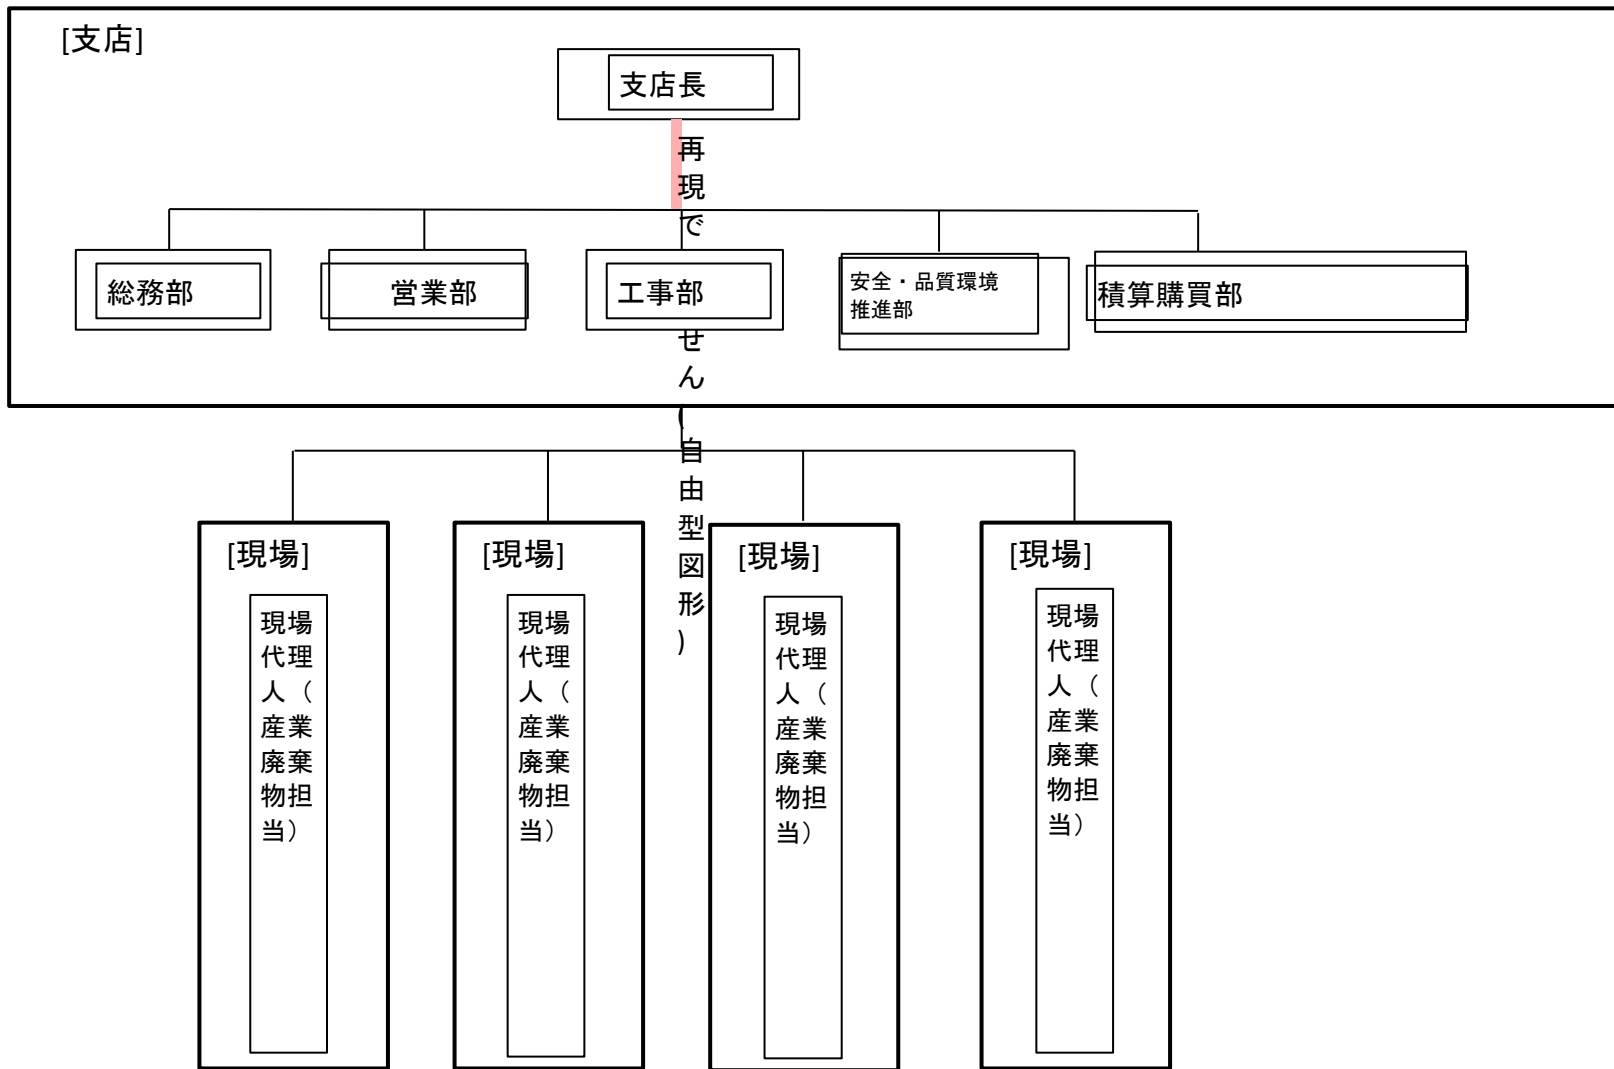 [支店]
支店長
再
現
で
せ
ん
(
自
由
型
図
形
)
総務部
営業部
工事部
安全・品質環境
推進部
積算購買部
[現場]
現場
代理
人（
産業
廃棄
物担
当）
[現場]
現場
代理
人（
産業
廃棄
物担
当）
[現場]
現場
代理
人（
産業
廃棄
物担
当）
[現場]
現場
代理
人（
産業
廃棄
物担
当）